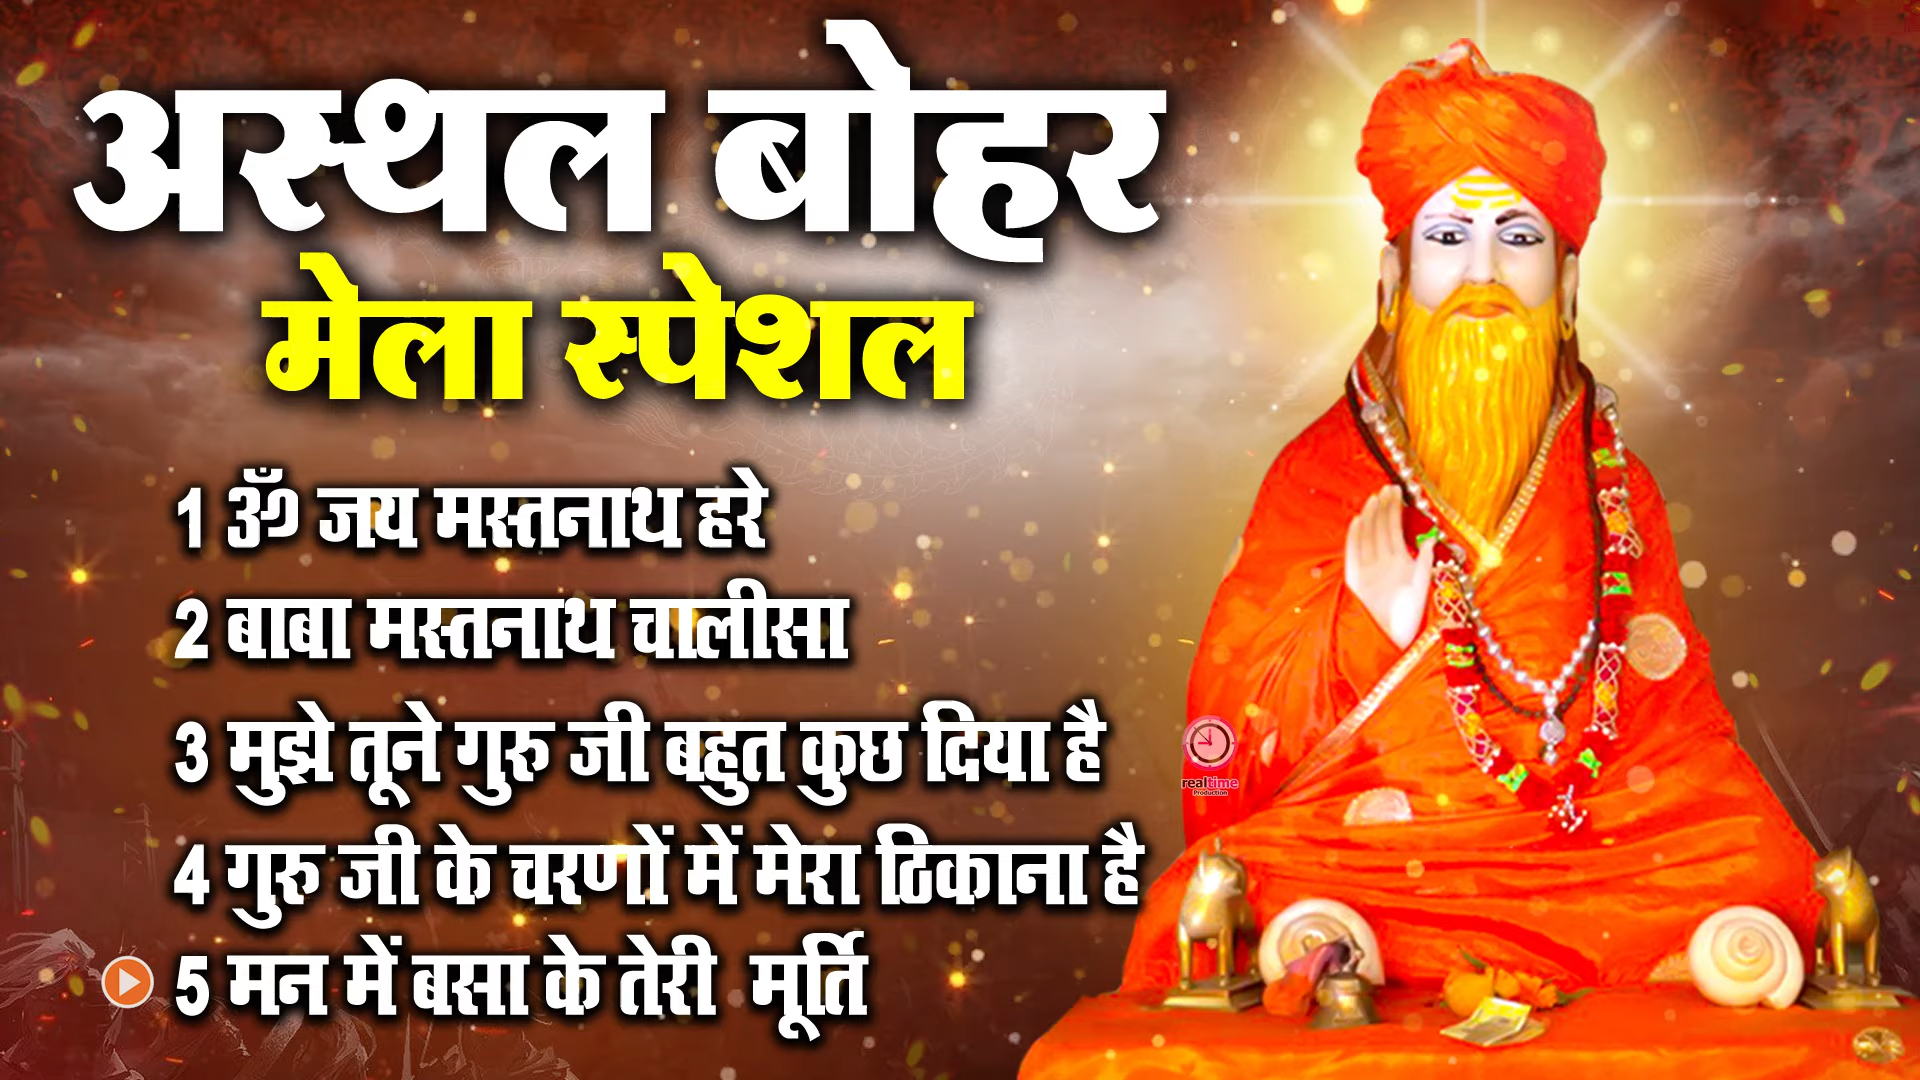 अस्थल बोहर
मेला स्पेशल
1 ॐ जय मस्तनाथ हरे
2 बाबा मस्तनाथ चालीसा
3 मुझे तूने गुरु जी बहुत कुछ दिया है
4 गुरु जी के चरणों में मेरा ठिकाना है
5 मन में बसा के तेरी मूर्ति
realtime
Production